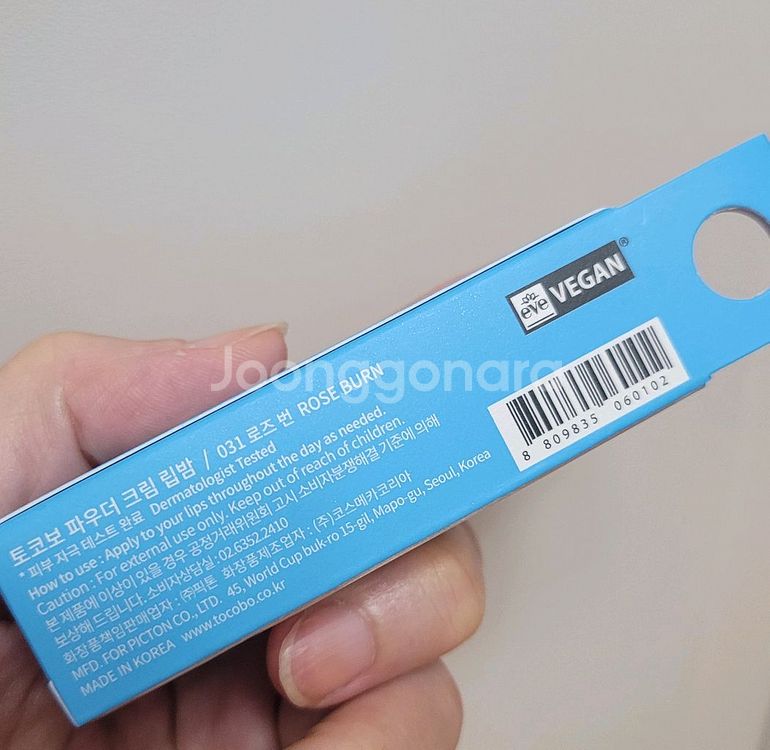 토코보 파우더 크림 립밤 / 031 로즈 번 ROSE BURN
* 피부 자극 테스트 완료 Dermatologist Tested
How to use : Apply to your lips throughout the day as needed.
Caution : For external use only. Keep out of reach of children.
본 제품에 이상이 있을 경우 공정거래위원회 고시 소비자분쟁해결 기준에 의해
보상해 드립니다. 소비자상담실 : 02.6352.2410
화장품책임판매업자 : ㈜픽톤 화장품제조업자 : (주)코스메카코리아
MFD. FOR PICTON CO., LTD. 45, World Cup buk-ro 15-gil, Mapo-gu, Seoul, Korea
MADE IN KOREA www.tocobo.co.kr
eve VEGAN®
8 809835 060102
Joonggonara